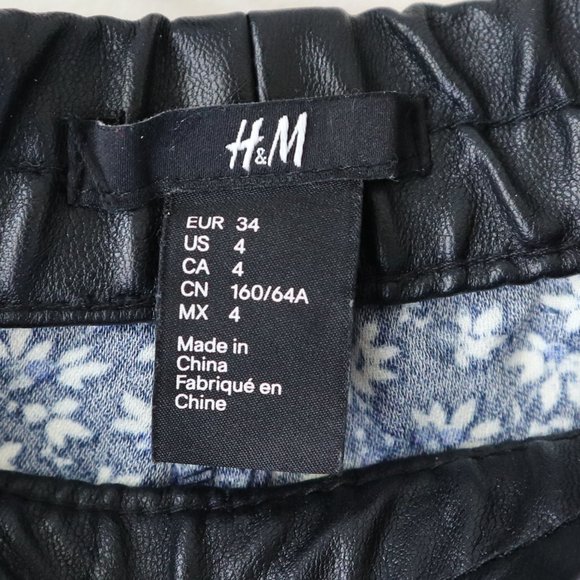 H&M
EUR 34
US 4
CA 4
CN 160/64A
MX 4
Made in
China
Fabriqué en
Chine